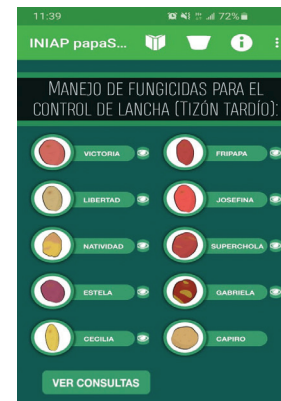 11:39
72%
INIAP papaS...
MANEJO DE FUNGICIDAS PARA EL
CONTROL DE LANCHA (TIZÓN TARDÍO):
VICTORIA
FRIPAPA
LIBERTAD
JOSEFINA
NATIVIDAD
SUPERCHOLA
ESTELA
GABRIELA
CECILIA
CAPIRO
VER CONSULTAS